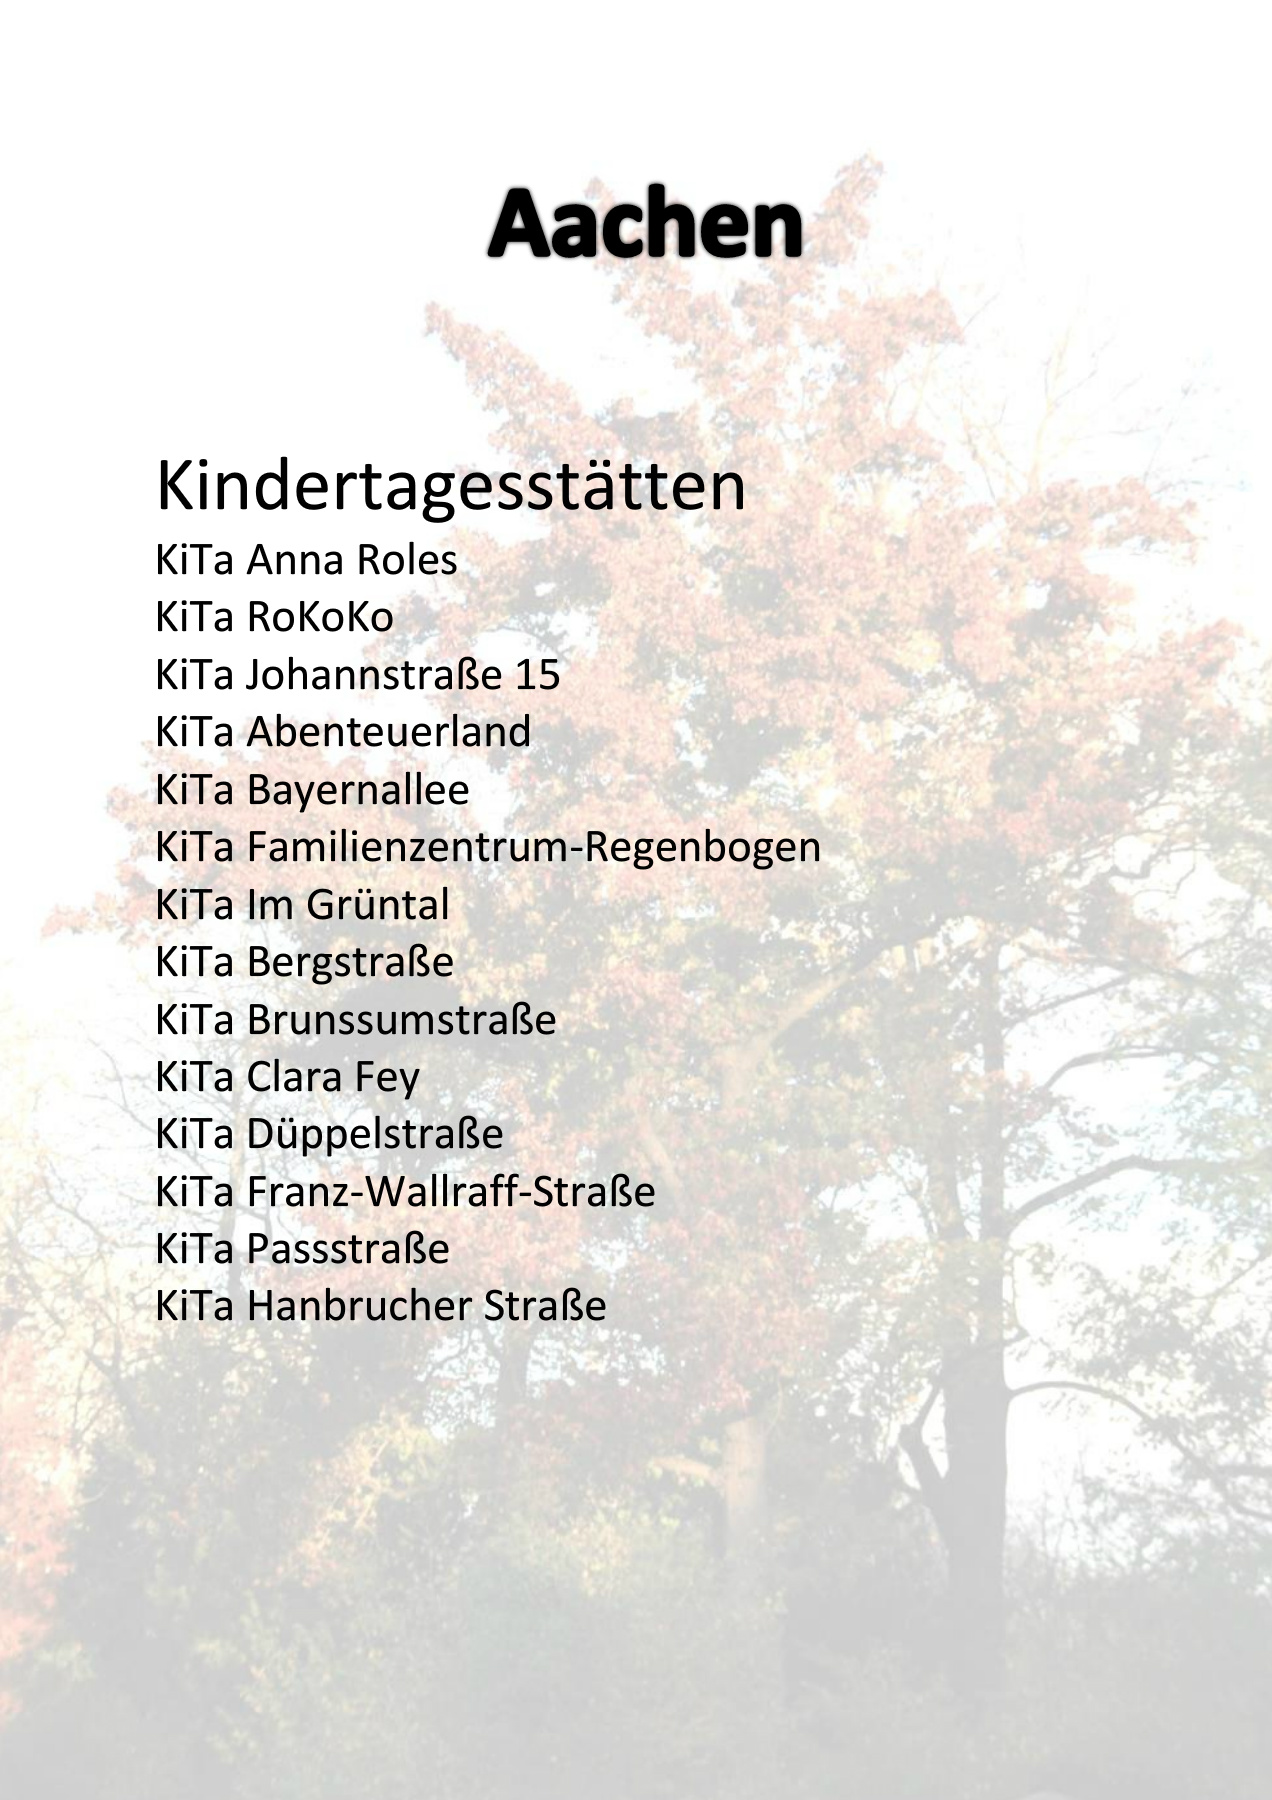 Aachen
Kindertagesstätten
KiTa Anna Roles
KiTa RoKoKo
KiTa Johannstraße 15
KiTa Abenteuerland
KiTa Bayernallee
KiTa Familienzentrum-Regenbogen
KiTa Im Grüntal
KiTa Bergstraße
KiTa Brunssumstraße
KiTa Clara Fey
KiTa Düppelstraße
KiTa Franz-Wallraff-Straße
KiTa Passstraße
KiTa Hanbrucher Straße